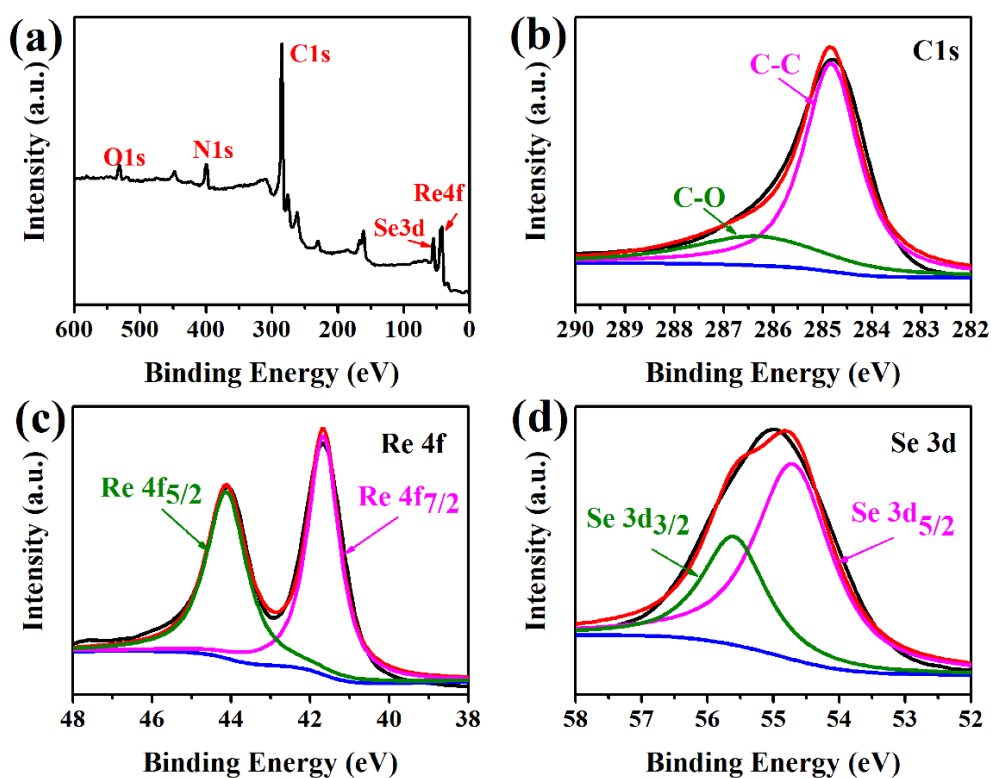 (a)
C1s
O1s
N1s
Re4f
Se3d
Intensity (a.u.)
600 500 400 300 200 100 0
Binding Energy (eV)
(b)
C1s
C-C
C-O
Intensity (a.u.)
290 289 288 287 286 285 284 283 282
Binding Energy (eV)
(c)
Re 4f
Re 4f5/2
Re 4f7/2
Intensity (a.u.)
48 46 44 42 40 38
Binding Energy (eV)
(d)
Se 3d
Se 3d3/2
Se 3d5/2
Intensity (a.u.)
58 57 56 55 54 53 52
Binding Energy (eV)